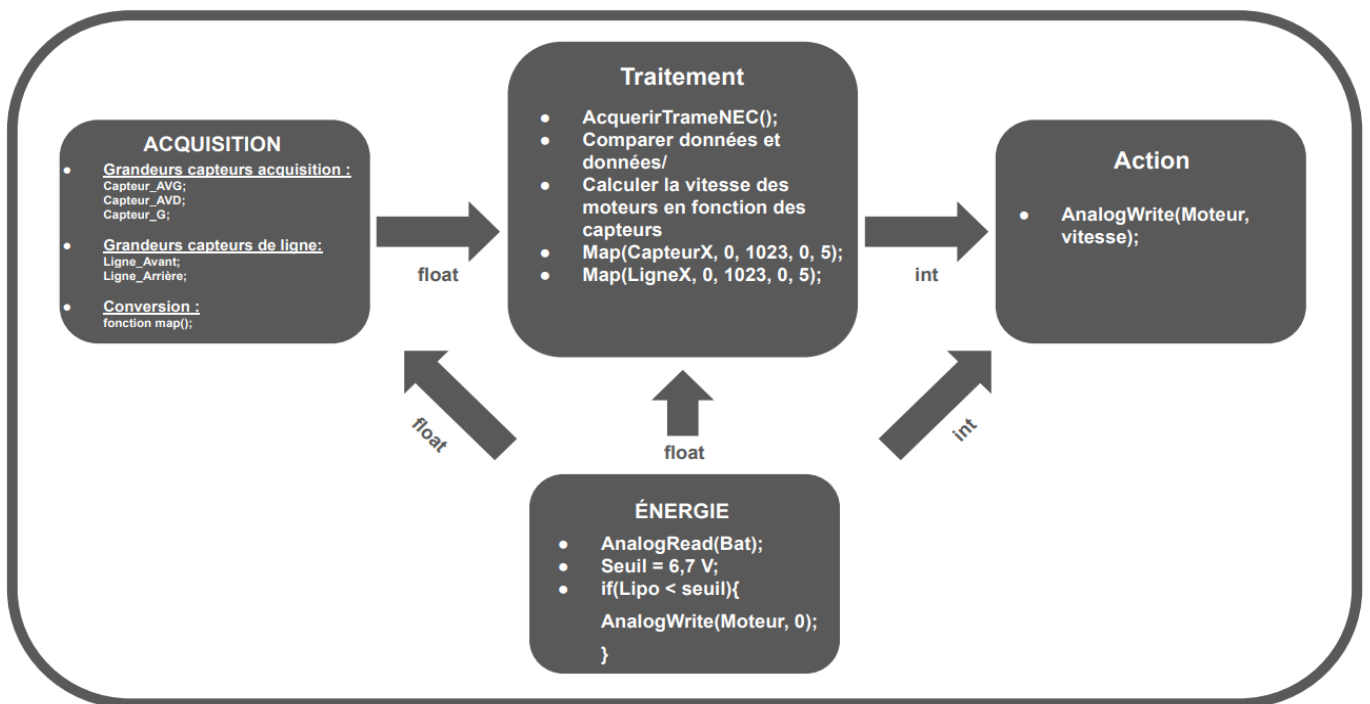 ACQUISITION
● Grandeurs capteurs acquisition :
Capteur_AVG;
Capteur_AVD;
Capteur_G;
● Grandeurs capteurs de ligne:
Ligne_Avant;
Ligne_Arrière;
● Conversion :
fonction map();
float
Traitement
● AcquerirTrameNEC();
● Comparer données et
données/
● Calculer la vitesse des
moteurs en fonction des
capteurs
● Map(CapteurX, 0, 1023, 0, 5);
● Map(LigneX, 0, 1023, 0, 5);
int
Action
● AnalogWrite(Moteur,
vitesse);
float
float
int
ÉNERGIE
● AnalogRead(Bat);
● Seuil = 6,7 V;
● if(Lipo < seuil){
AnalogWrite(Moteur, 0);
}